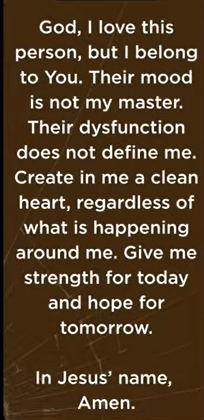 God, I love this
person, but I belong
to You. Their mood
is not my master.
Their dysfunction
does not define me.
Create in me a clean
heart, regardless of
what is happening
around me. Give me
strength for today
and hope for
tomorrow.
In Jesus’ name,
Amen.